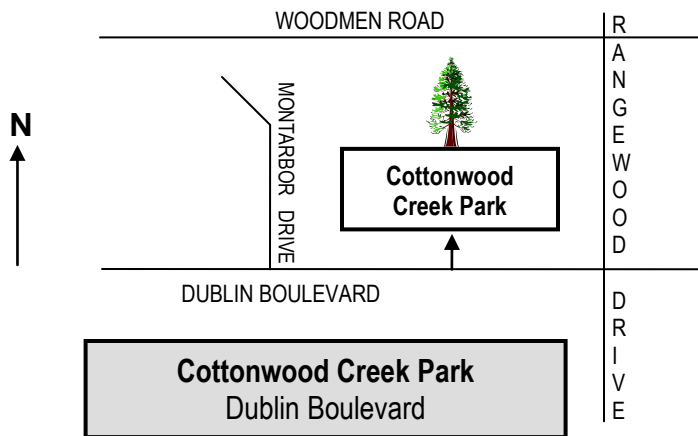 WOODMEN ROAD
RANGEWOOD DRIVE
MONTARBOR DRIVE
N
Cottonwood
Creek Park
DUBLIN BOULEVARD
Cottonwood Creek Park
Dublin Boulevard